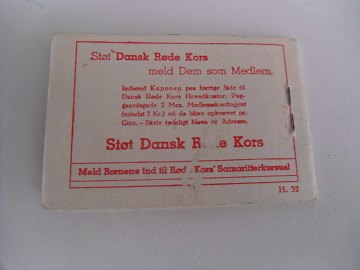 Støt Dansk Røde Kors
meld Dem som Medlem.
Indsend Kuponen paa forrige Side til
Dansk Røde Kors Hovedkontor, Pug-
gaardsgade 2 Mez. Medlemskontingent
(mindst 2 Kr.) vil da blive opkrævet pr.
Giro. - Skriv tydeligt Navn og Adresse.
Støt Dansk R e Kors
Meld Børnene ind til Røde Kors' Samaritterkursus!
H. 32